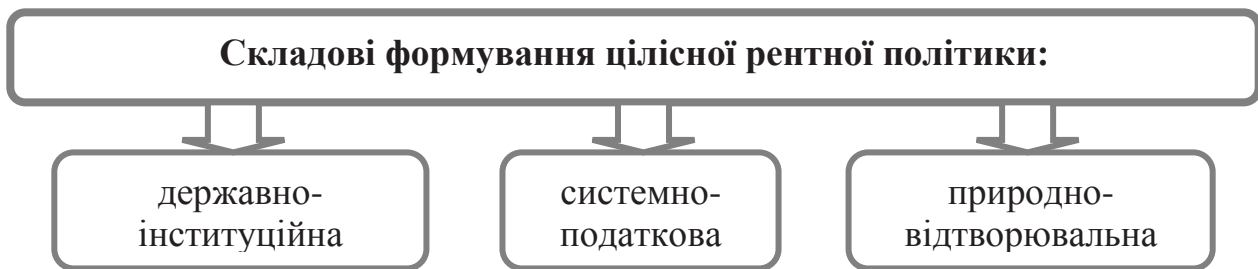 Складові формування цілісної рентної політики:
державно-
інституційна
системно-
податкова
природно-
відтворювальна